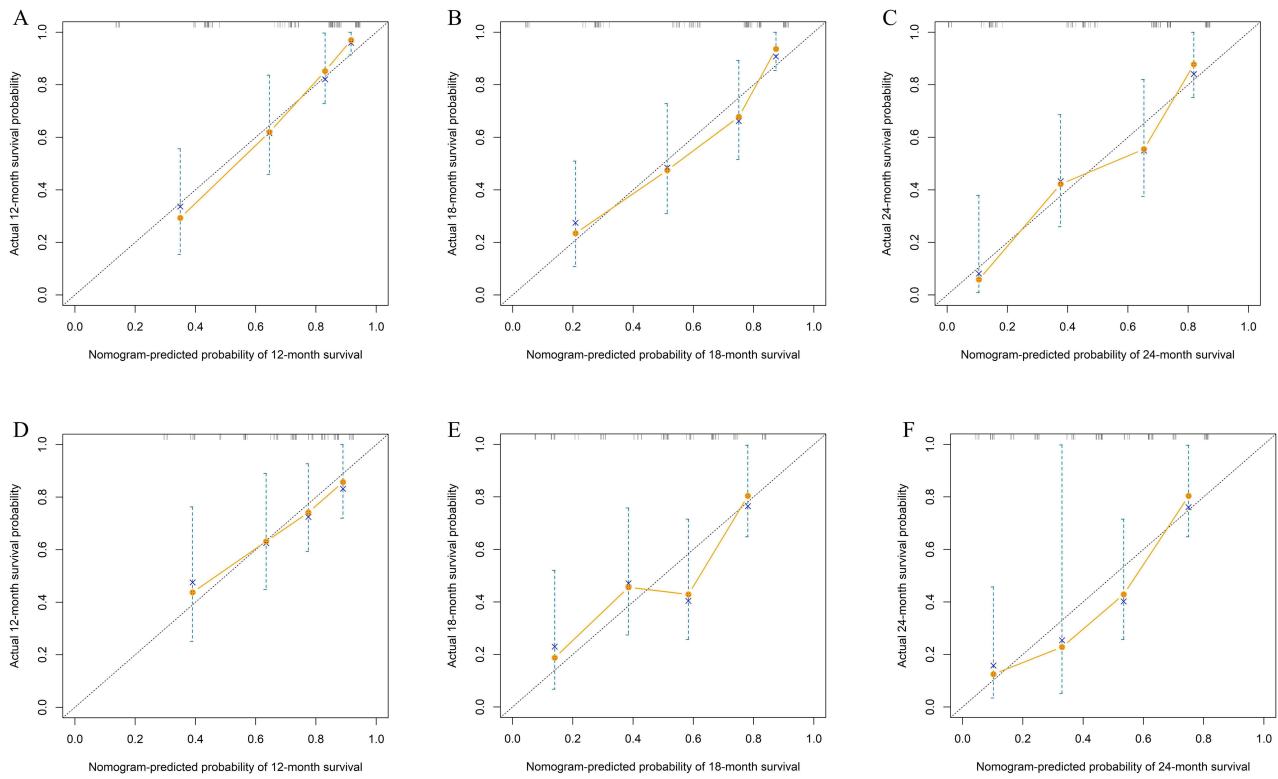 A
Actual 12-month survival probability
1.0
0.8
0.6
0.4
0.2
0.0
0.0 0.2 0.4 0.6 0.8 1.0
Nomogram-predicted probability of 12-month survival
B
Actual 18-month survival probability
1.0
0.8
0.6
0.4
0.2
0.0
0.0 0.2 0.4 0.6 0.8 1.0
Nomogram-predicted probability of 18-month survival
C
Actual 24-month survival probability
1.0
0.8
0.6
0.4
0.2
0.0
0.0 0.2 0.4 0.6 0.8 1.0
Nomogram-predicted probability of 24-month survival
D
Actual 12-month survival probability
1.0
0.8
0.6
0.4
0.2
0.0
0.0 0.2 0.4 0.6 0.8 1.0
Nomogram-predicted probability of 12-month survival
E
Actual 18-month survival probability
1.0
0.8
0.6
0.4
0.2
0.0
0.0 0.2 0.4 0.6 0.8 1.0
Nomogram-predicted probability of 18-month survival
F
Actual 24-month survival probability
1.0
0.8
0.6
0.4
0.2
0.0
0.0 0.2 0.4 0.6 0.8 1.0
Nomogram-predicted probability of 24-month survival